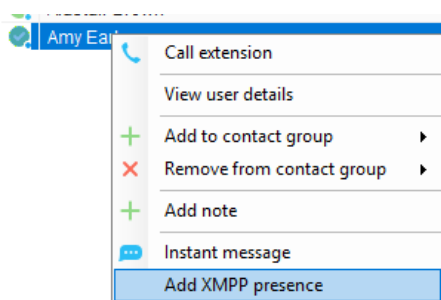 Amy Ear
Call extension
View user details
Add to contact group
Remove from contact group
Add note
Instant message
Add XMPP presence